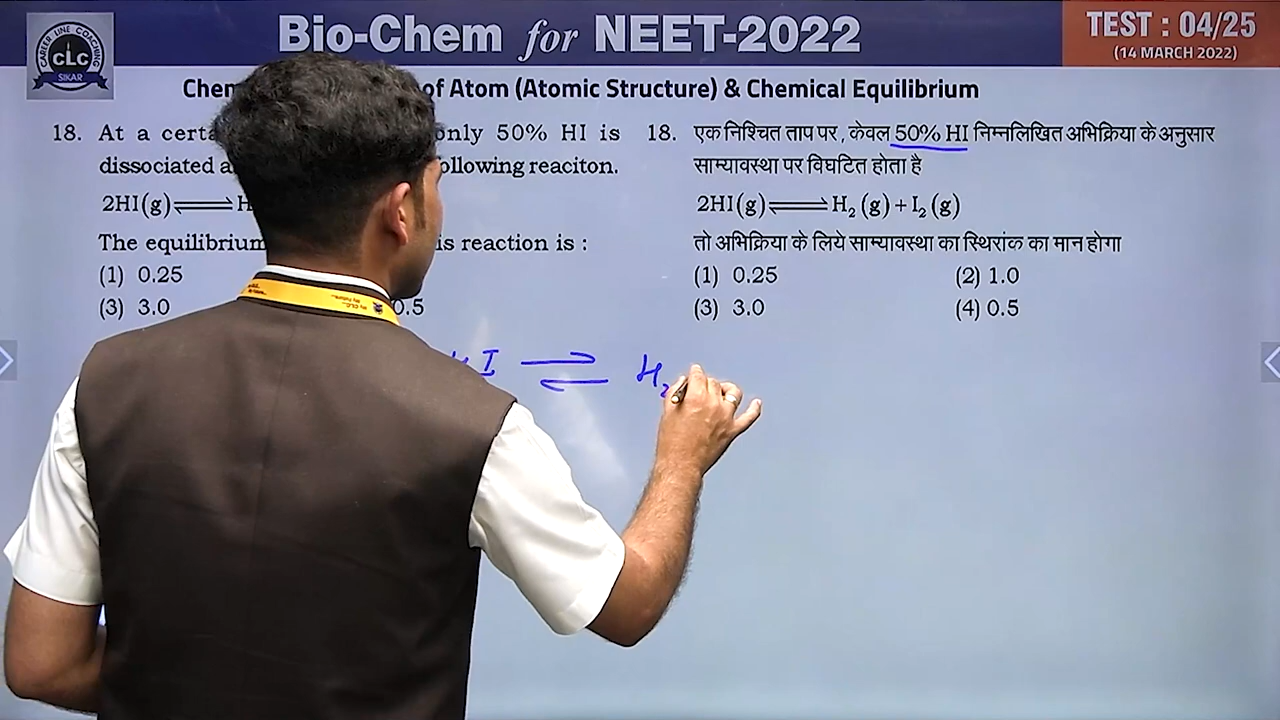 CAREER LINE COACHING
CLC
SIKAR
Bio-Chem for NEET-2022
TEST : 04/25
(14 MARCH 2022)
of Atom (Atomic Structure) & Chemical Equilibrium
18. At a only 50% HI is
dissociated following reaciton.
2HI(g) ⇌ H
The equilibrium reaction is :
(1) 0.25
(3) 3.0 0.5
18. एक निश्चित ताप पर, केवल 50% HI निम्नलिखित अभिक्रिया के अनुसार
साम्यावस्था पर विघटित होता है
2HI(g) ⇌ H₂ (g) + I₂ (g)
तो अभिक्रिया के लिये साम्यावस्था का स्थिरांक का मान होगा
(1) 0.25 (2) 1.0
(3) 3.0 (4) 0.5
I ⇌ H₂